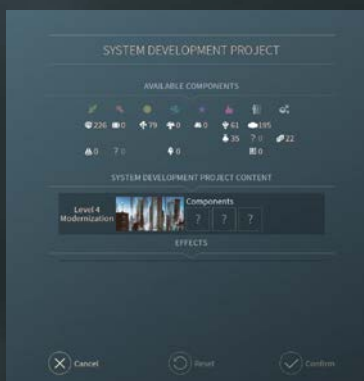 SYSTEM DEVELOPMENT PROJECT
AVAILABLE COMPONENTS
226 0 79 0 0 61 195
35 ? 0 22
0 ? 0 0 0
SYSTEM DEVELOPMENT PROJECT CONTENT
Level 4
Modernization
Components
? ? ?
EFFECTS
Cancel Reset Confirm